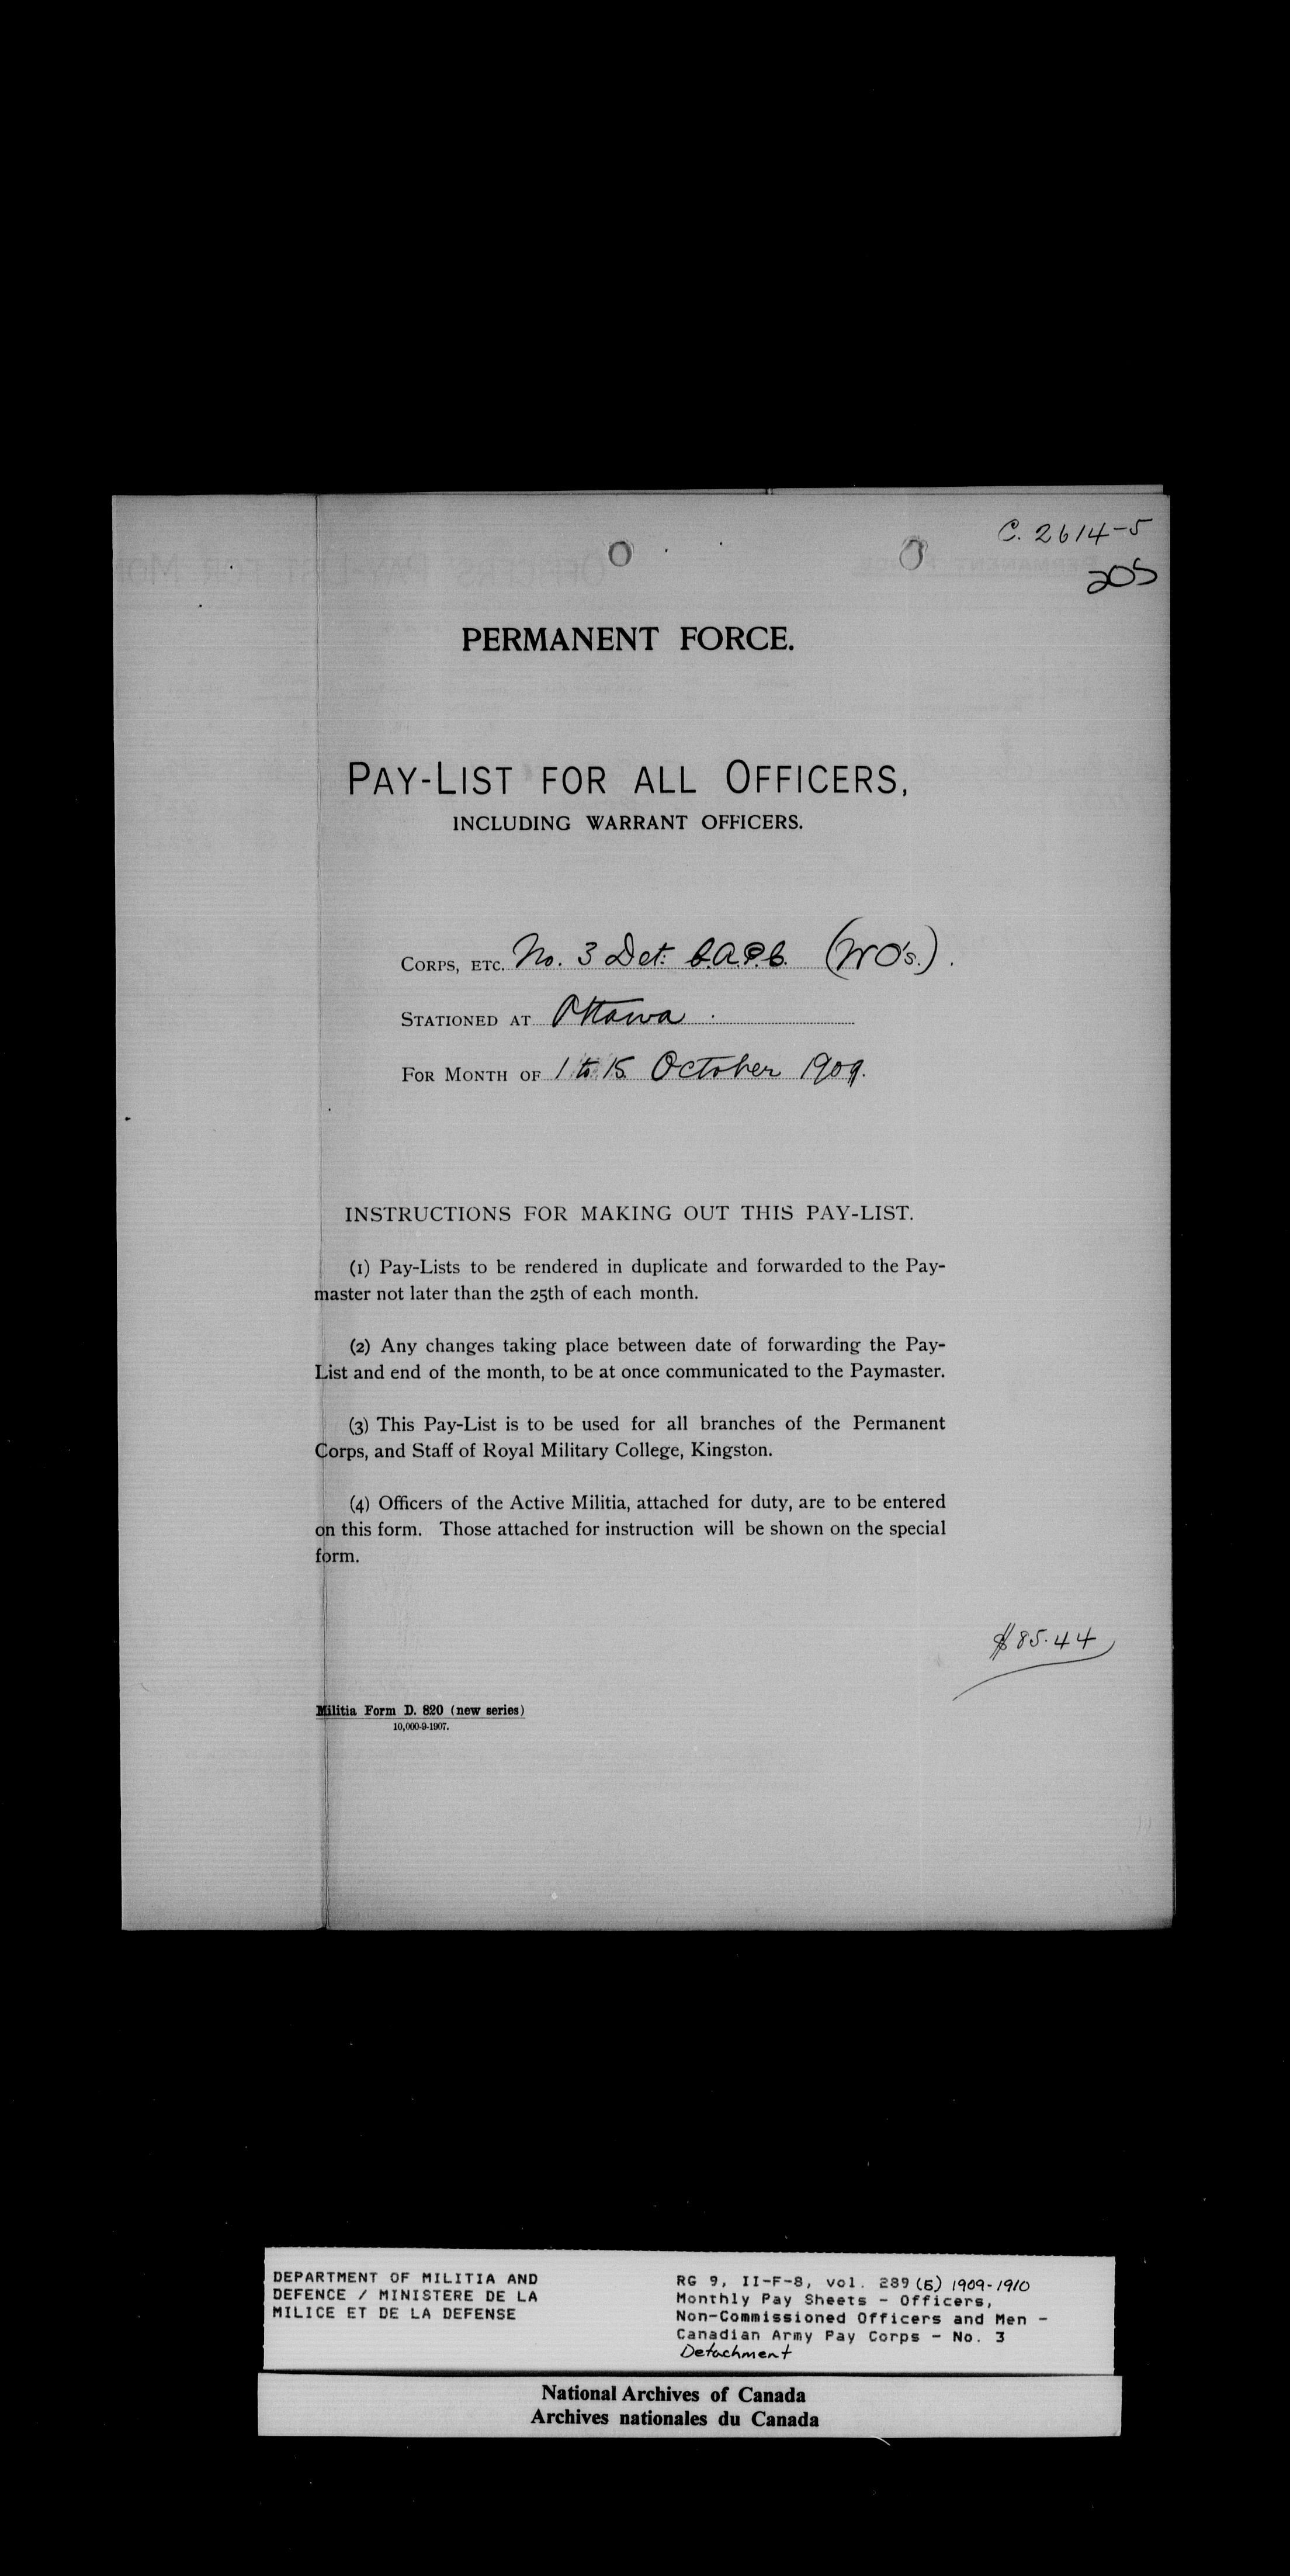 C. 2614-5
205
PERMANENT FORCE.
PAY-LIST FOR ALL OFFICERS,
INCLUDING WARRANT OFFICERS.
CORPS, ETC. No. 3 Det. C.A.P.C. (WO's.).
STATIONED AT Ottawa
FOR MONTH OF 1 to 15 October 1909.
INSTRUCTIONS FOR MAKING OUT THIS PAY-LIST.
(1) Pay-Lists to be rendered in duplicate and forwarded to the Pay-
master not later than the 25th of each month.
(2) Any changes taking place between date of forwarding the Pay-
List and end of the month, to be at once communicated to the Paymaster.
(3) This Pay-List is to be used for all branches of the Permanent
Corps, and Staff of Royal Military College, Kingston.
(4) Officers of the Active Militia, attached for duty, are to be entered
on this form. Those attached for instruction will be shown on the special
form.
$85.44
Militia Form D. 820 (new series)
10,000-9-1907.
DEPARTMENT OF MILITIA AND
DEFENCE / MINISTERE DE LA
MILICE ET DE LA DEFENSE
RG 9, II-F-8, vol. 289 (5) 1909-1910
Monthly Pay Sheets - Officers,
Non-Commissioned Officers and Men -
Canadian Army Pay Corps - No. 3
Detachment
National Archives of Canada
Archives nationales du Canada